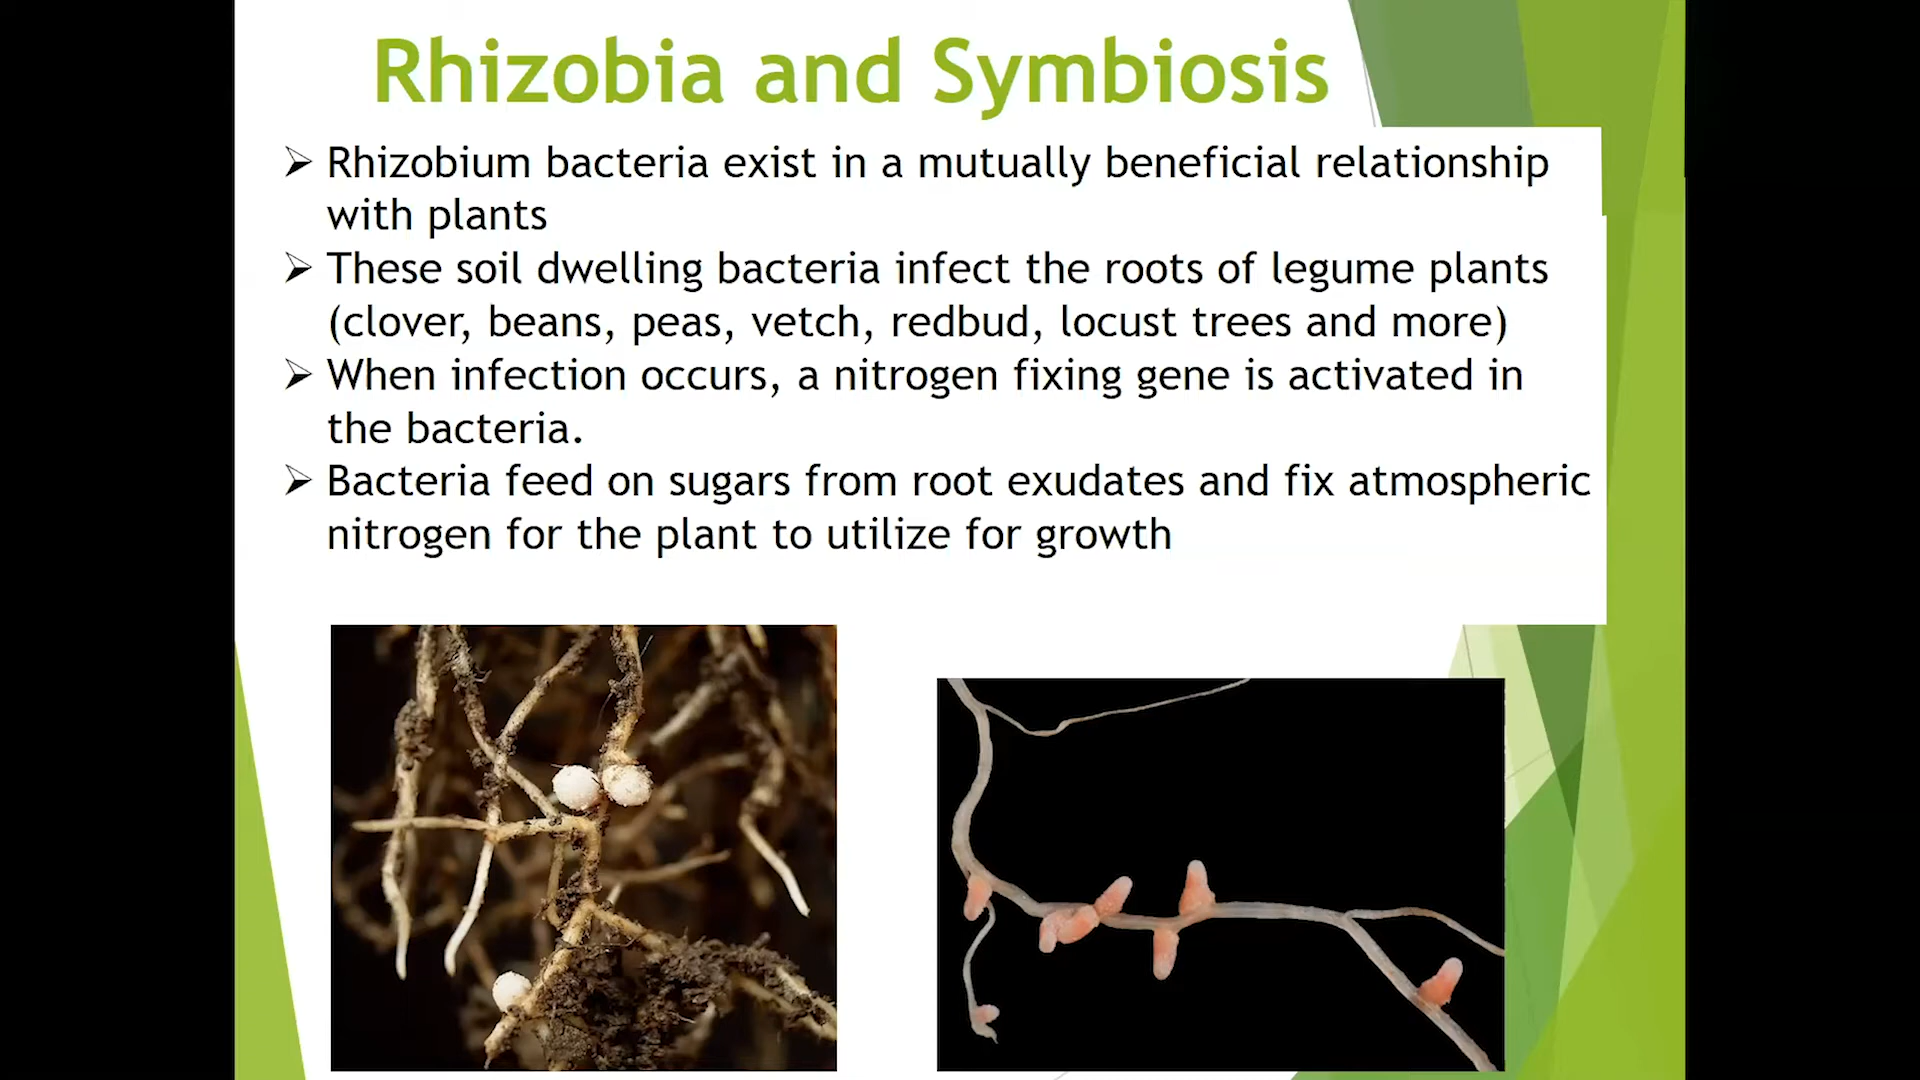 Rhizobia and Symbiosis
➢ Rhizobium bacteria exist in a mutually beneficial relationship
with plants
➢ These soil dwelling bacteria infect the roots of legume plants
(clover, beans, peas, vetch, redbud, locust trees and more)
➢ When infection occurs, a nitrogen fixing gene is activated in
the bacteria.
➢ Bacteria feed on sugars from root exudates and fix atmospheric
nitrogen for the plant to utilize for growth